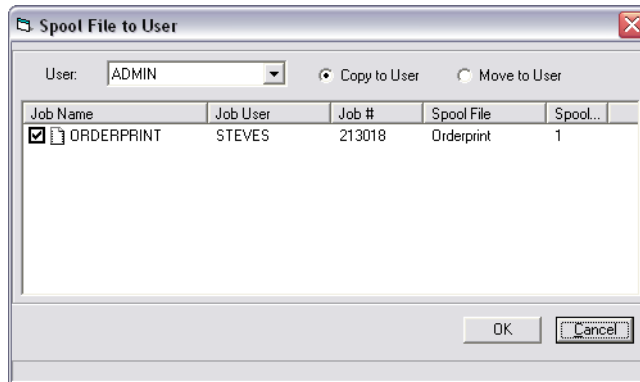 Spool File to User
User: ADMIN Copy to User Move to User
Job Name Job User Job # Spool File Spool...
ORDERPRINT STEVES 213018 Orderprint 1
OK Cancel